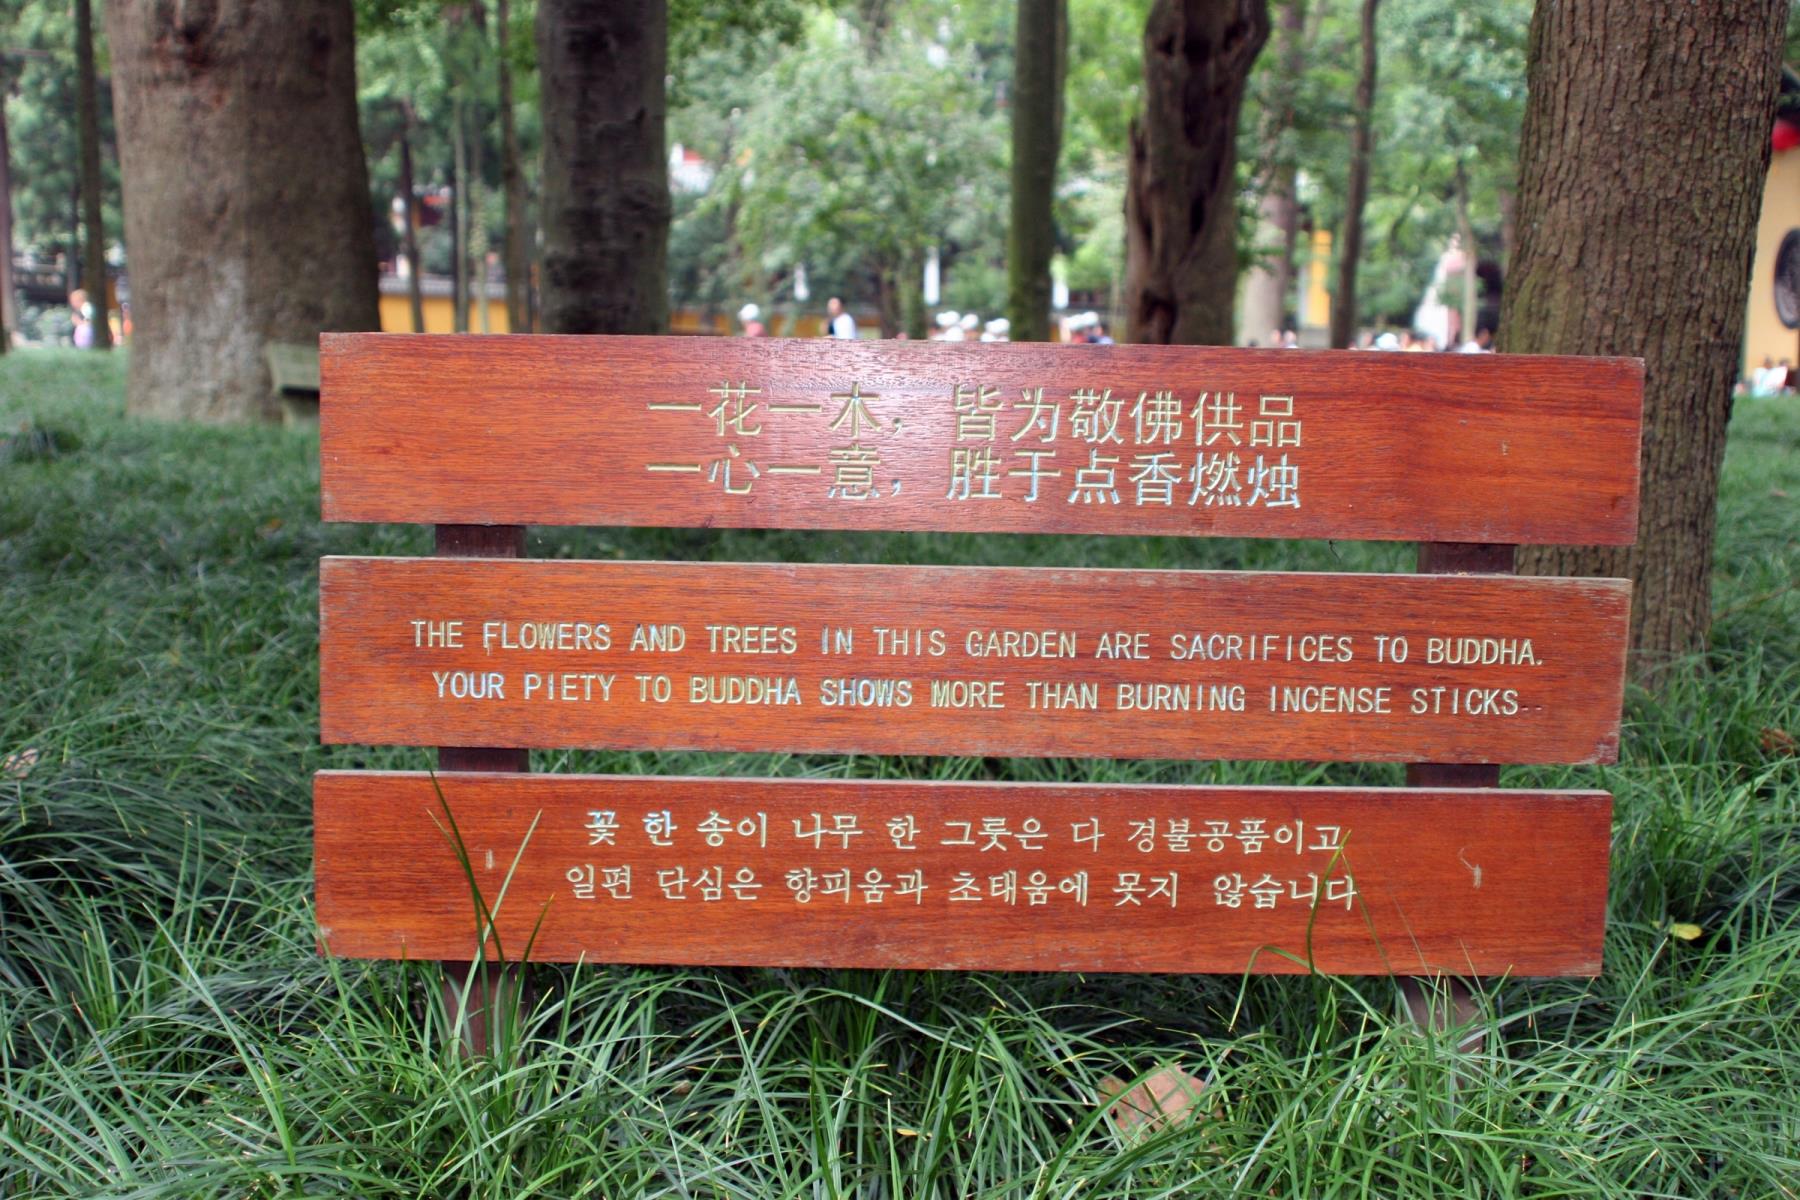 一花一木，皆为敬佛供品
一心一意，胜于点香燃烛
THE FLOWERS AND TREES IN THIS GARDEN ARE SACRIFICES TO BUDDHA.
YOUR PIETY TO BUDDHA SHOWS MORE THAN BURNING INCENSE STICKS.
꽃 한 송이 나무 한 그룻은 다 경불공품이고
일편 단심은 향피움과 초태움에 못지 않습니다